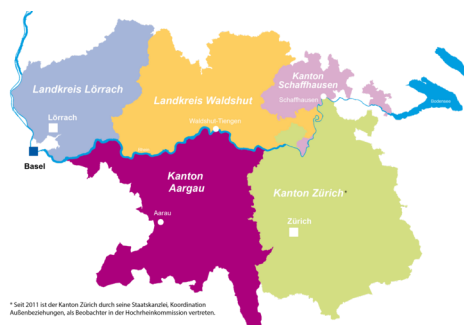 Landkreis Lörrach
Lörrach
Basel
Landkreis Waldshut
Waldshut-Tiengen
Rhein
Kanton
Schaffhausen
Schaffhausen
Bodensee
Kanton
Aargau
Aarau
Kanton Zürich*
Zürich
* Seit 2011 ist der Kanton Zürich durch seine Staatskanzlei, Koordination
Außenbeziehungen, als Beobachter in der Hochrheinkommission vertreten.